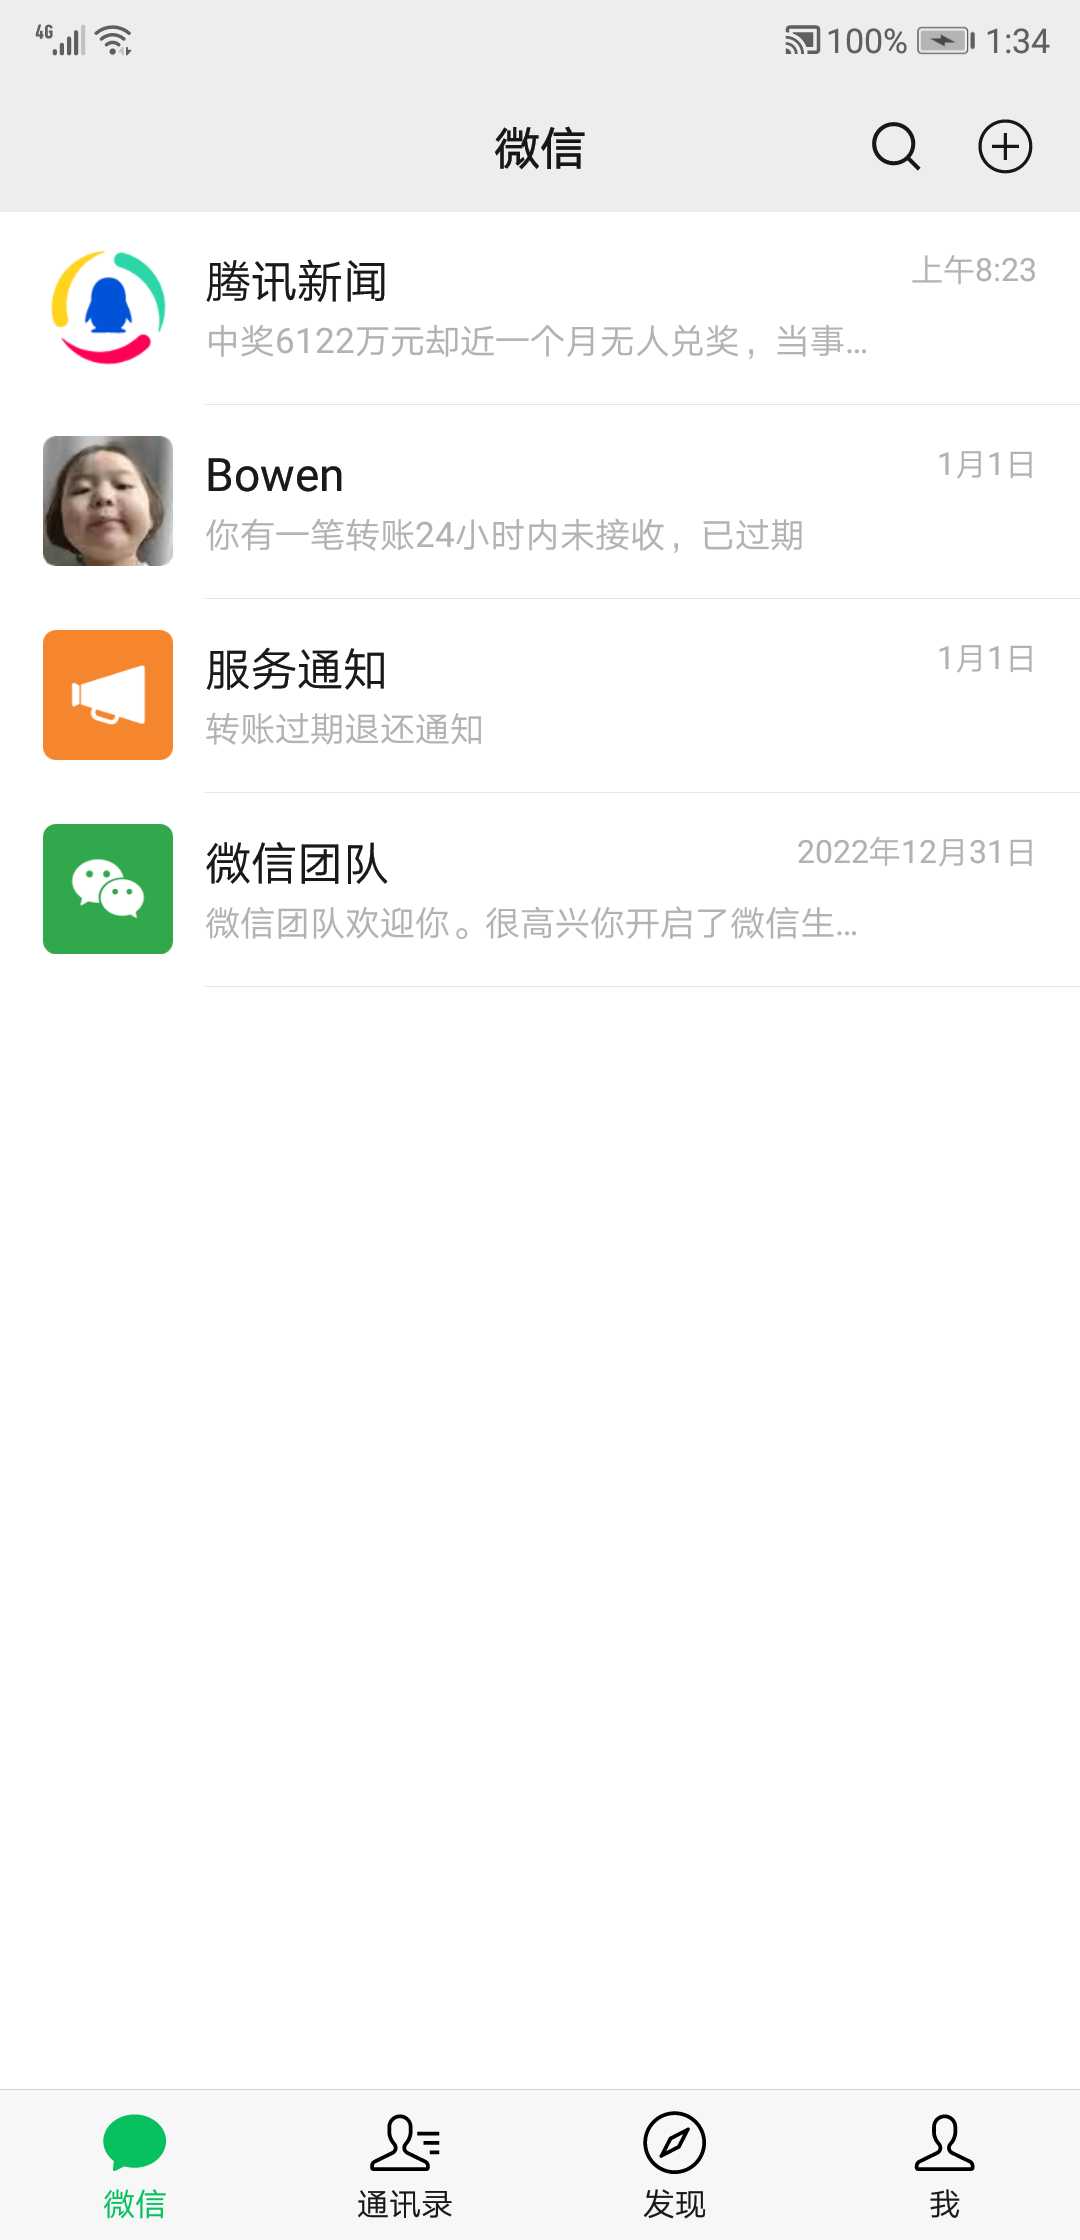 4G 100% 1:34
微信
腾讯新闻 上午8:23
中奖6122万元却近一个月无人兑奖，当事...
Bowen 1月1日
你有一笔转账24小时内未接收，已过期
服务通知 1月1日
转账过期退还通知
微信团队 2022年12月31日
微信团队欢迎你。很高兴你开启了微信生...
微信 通讯录 发现 我